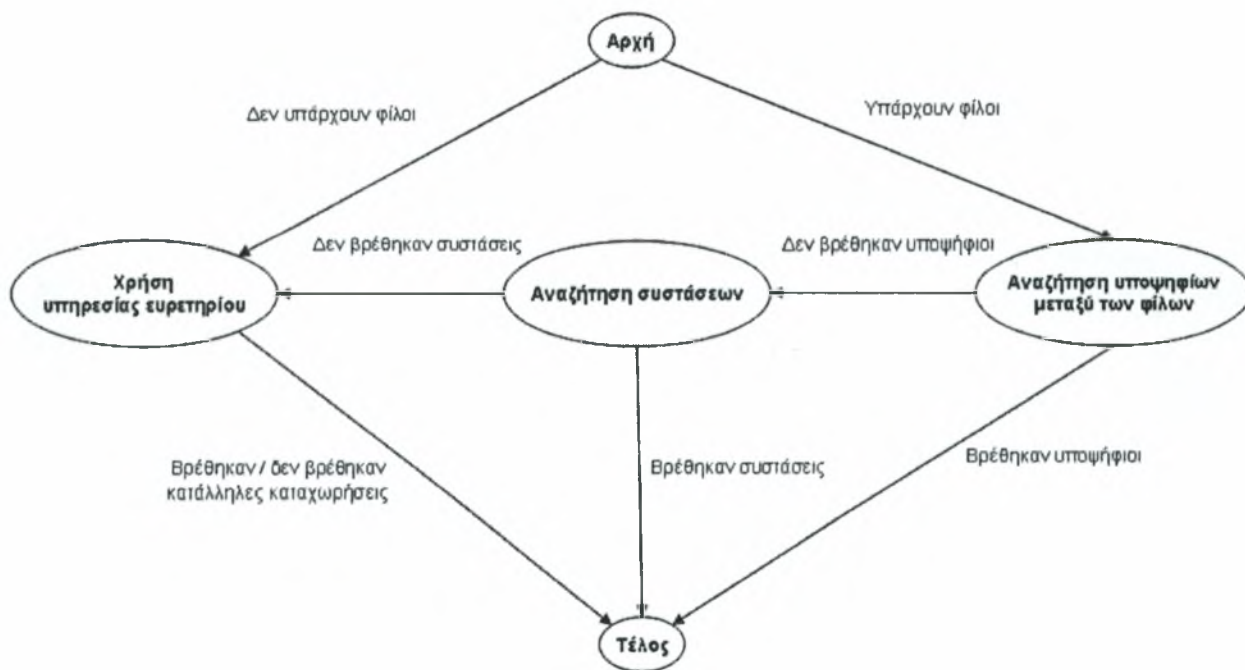 Αρχή
Δεν υπάρχουν φίλοι
Υπάρχουν φίλοι
Δεν βρέθηκαν συστάσεις
Δεν βρέθηκαν υποψήφιοι
Χρήση
υπηρεσίας ευρετηρίου
Αναζήτηση συστάσεων
Αναζήτηση υποψηφίων
μεταξύ των φίλων
Βρέθηκαν / δεν βρέθηκαν
κατάλληλες καταχωρήσεις
Βρέθηκαν συστάσεις
Βρέθηκαν υποψήφιοι
Τέλος